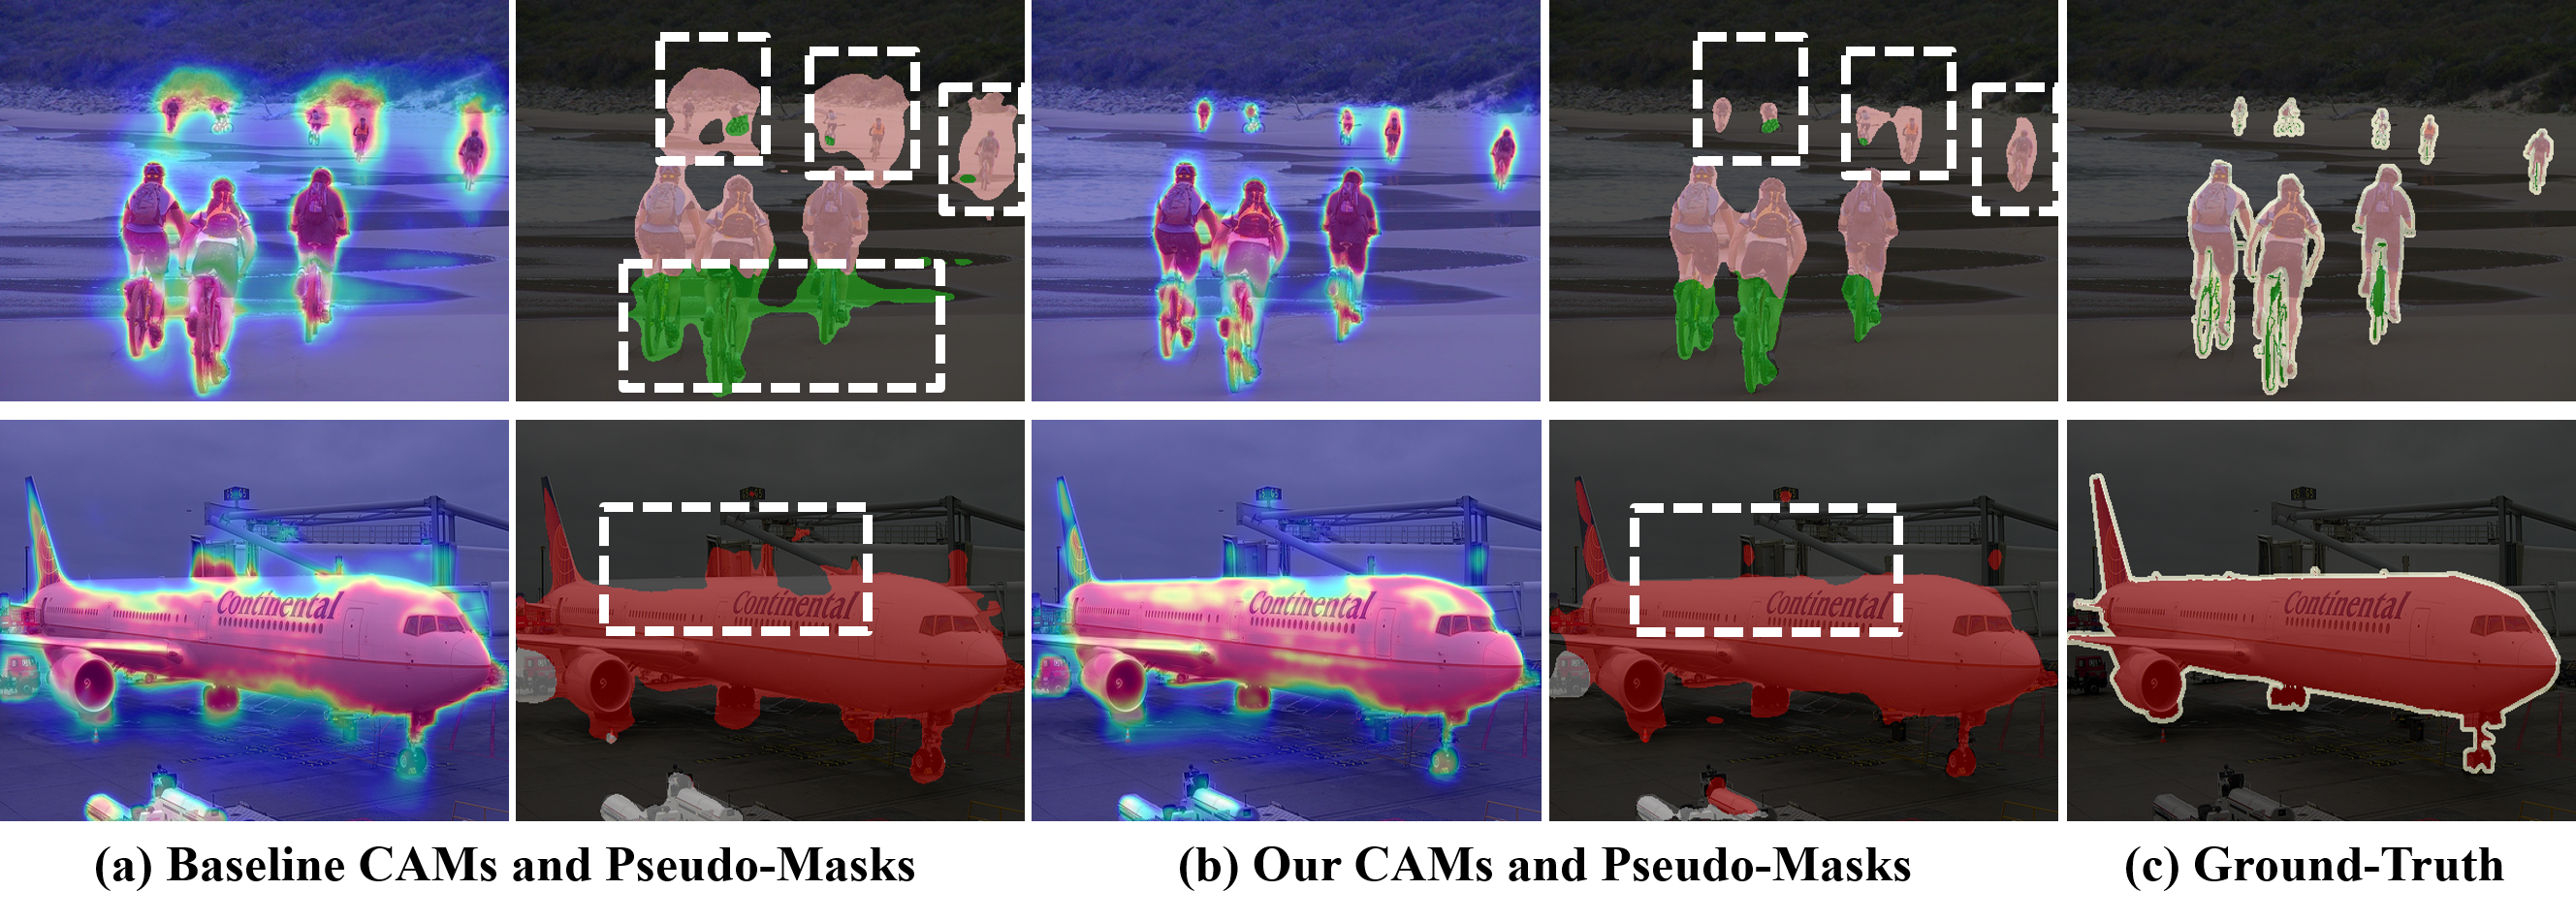 Continental
Continental
Continental
Continental
Continental
(a) Baseline CAMs and Pseudo-Masks
(b) Our CAMs and Pseudo-Masks
(c) Ground-Truth